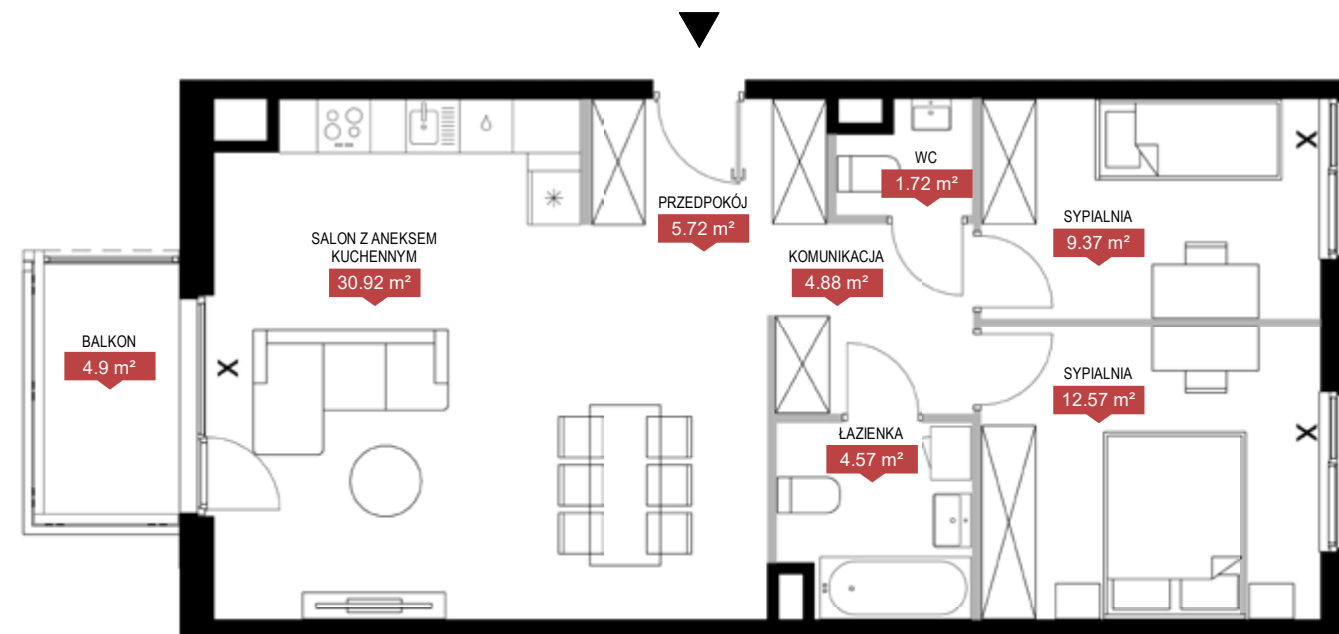 WC
1.72 m²
PRZEDPOKÓJ
5.72 m²
SYPIALNIA
9.37 m²
SALON Z ANEKSEM
KUCHENNYM
30.92 m²
KOMUNIKACJA
4.88 m²
BALKON
4.9 m²
SYPIALNIA
12.57 m²
ŁAZIENKA
4.57 m²